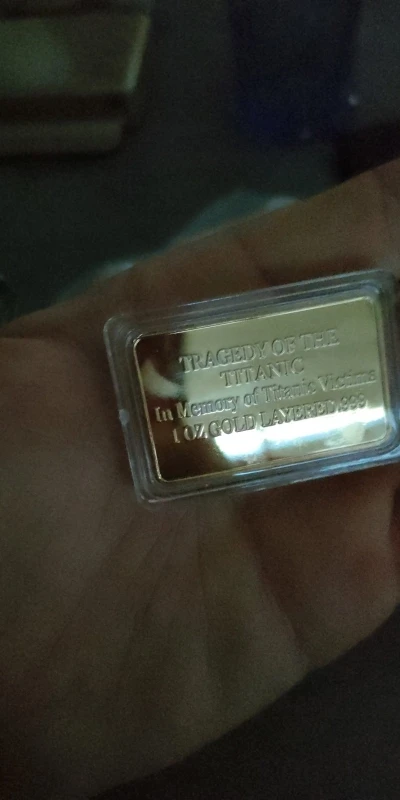 TRAGEDY OF THE
TITANIC
In Memory of Titanic Victims
1 OZ GOLD LAYERED .999